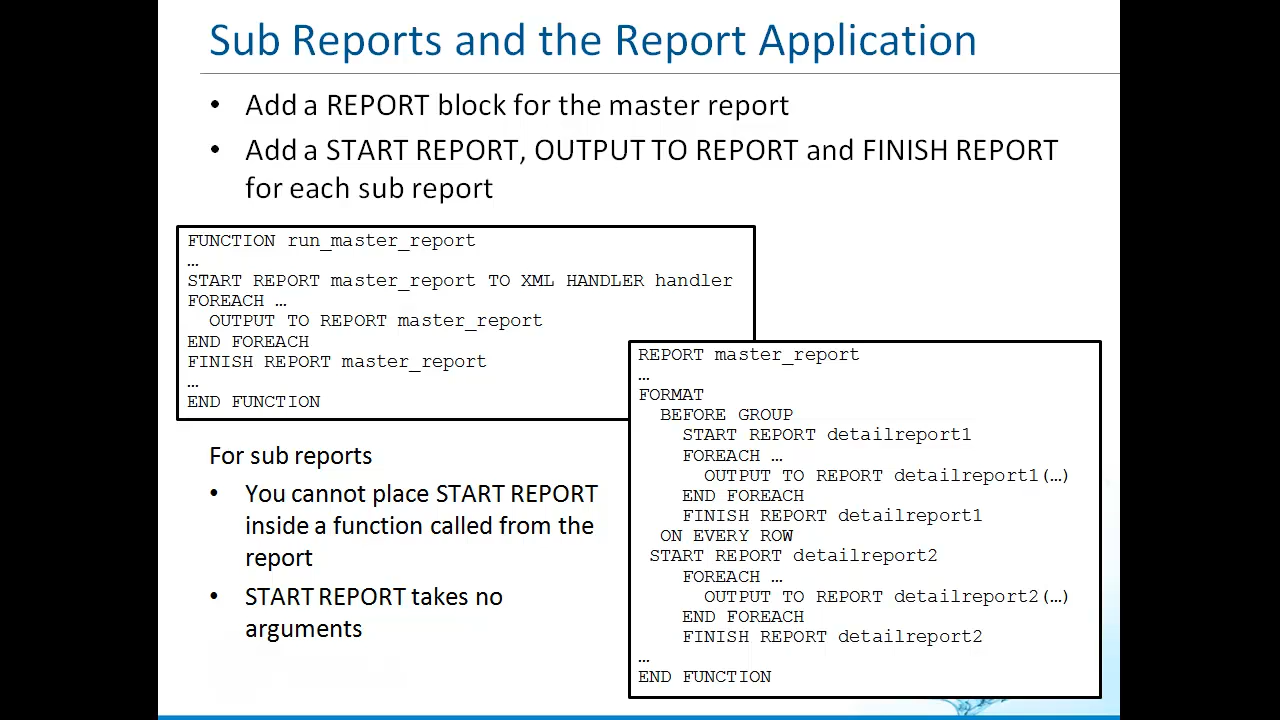 Sub Reports and the Report Application
• Add a REPORT block for the master report
• Add a START REPORT, OUTPUT TO REPORT and FINISH REPORT
for each sub report
FUNCTION run_master_report
…
START REPORT master_report TO XML HANDLER handler
FOREACH …
OUTPUT TO REPORT master_report
END FOREACH
FINISH REPORT master_report
…
END FUNCTION
For sub reports
• You cannot place START REPORT
inside a function called from the
report
• START REPORT takes no
arguments
REPORT master_report
…
FORMAT
BEFORE GROUP
START REPORT detailreport1
FOREACH …
OUTPUT TO REPORT detailreport1(…)
END FOREACH
FINISH REPORT detailreport1
ON EVERY ROW
START REPORT detailreport2
FOREACH …
OUTPUT TO REPORT detailreport2(…)
END FOREACH
FINISH REPORT detailreport2
…
END FUNCTION